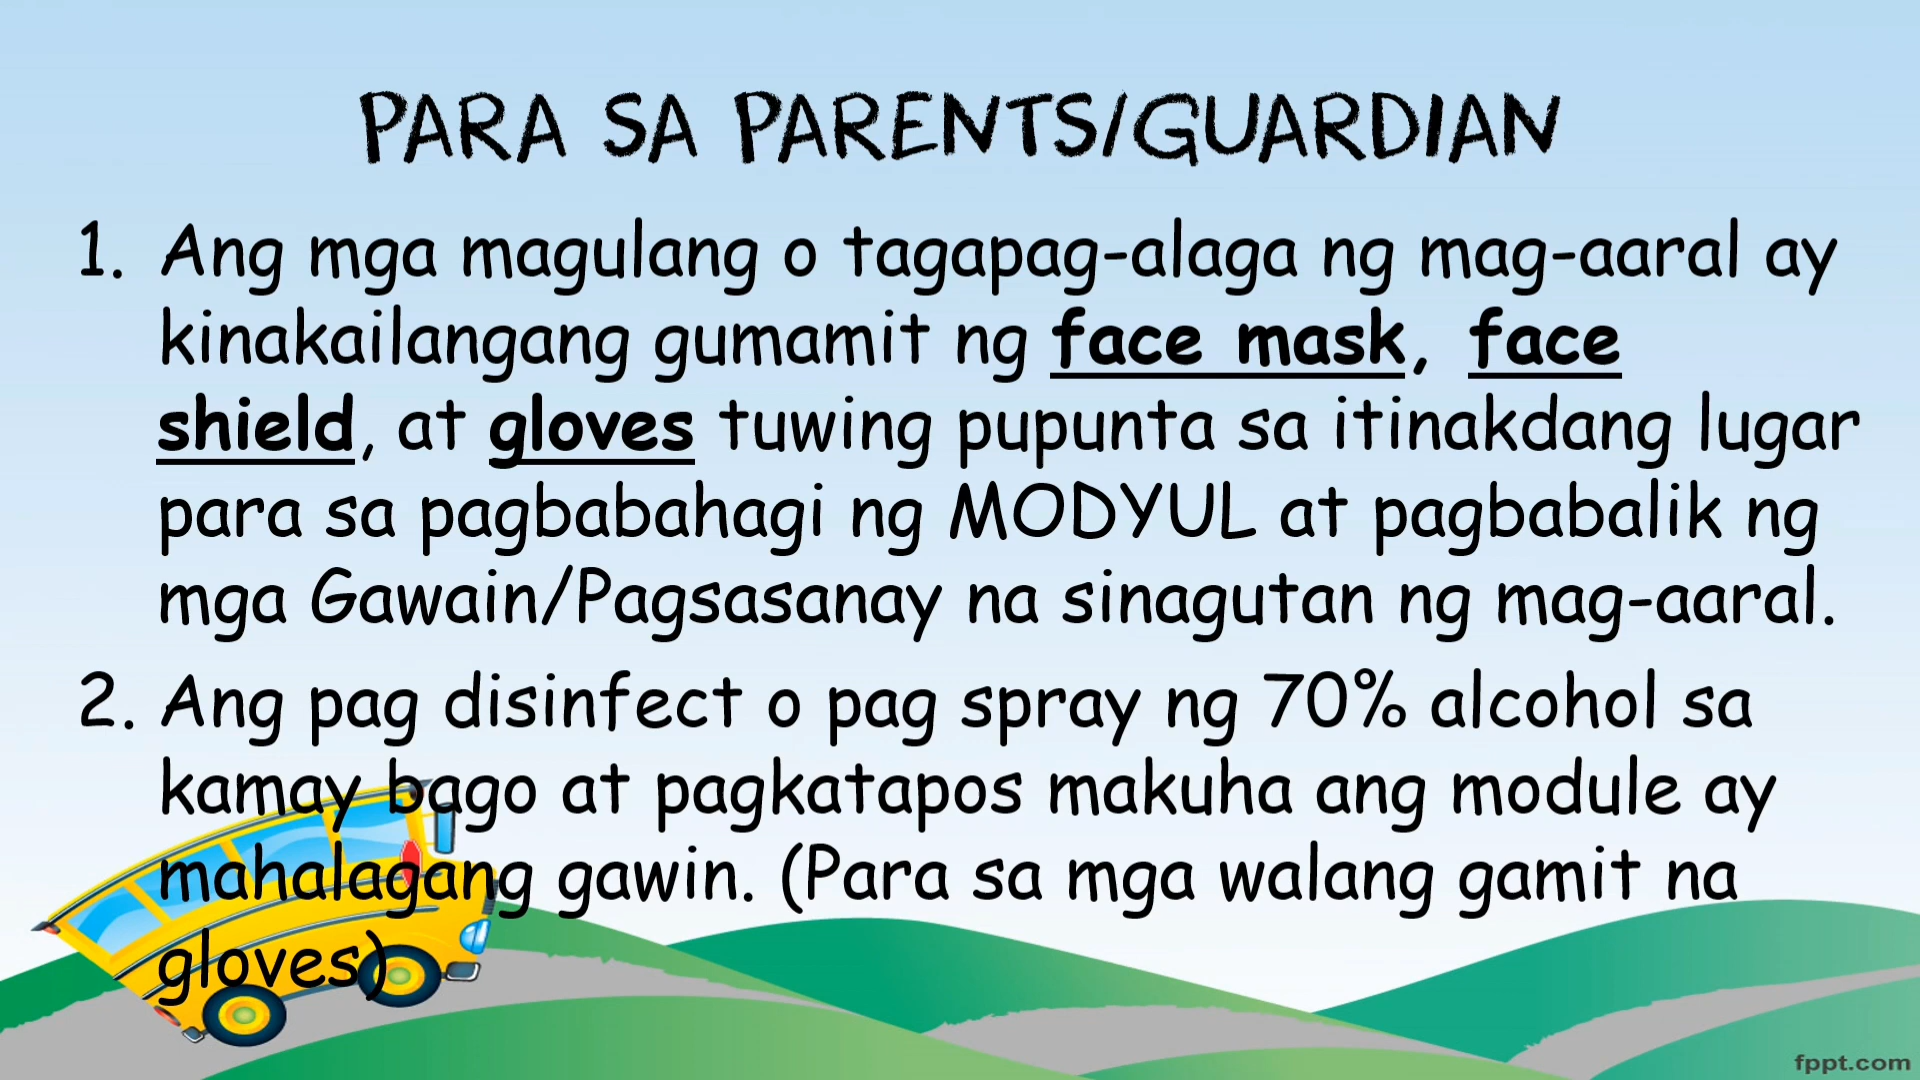 PARA SA PARENTS/GUARDIAN
1. Ang mga magulang o tagapag-alaga ng mag-aaral ay
kinakailangang gumamit ng face mask, face
shield, at gloves tuwing pupunta sa itinakdang lugar
para sa pagbabahagi ng MODYUL at pagbabalik ng
mga Gawain/Pagsasanay na sinagutan ng mag-aaral.
2. Ang pag disinfect o pag spray ng 70% alcohol sa
kamay bago at pagkatapos makuha ang module ay
mahalagang gawin. (Para sa mga walang gamit na
gloves)
fppt.com